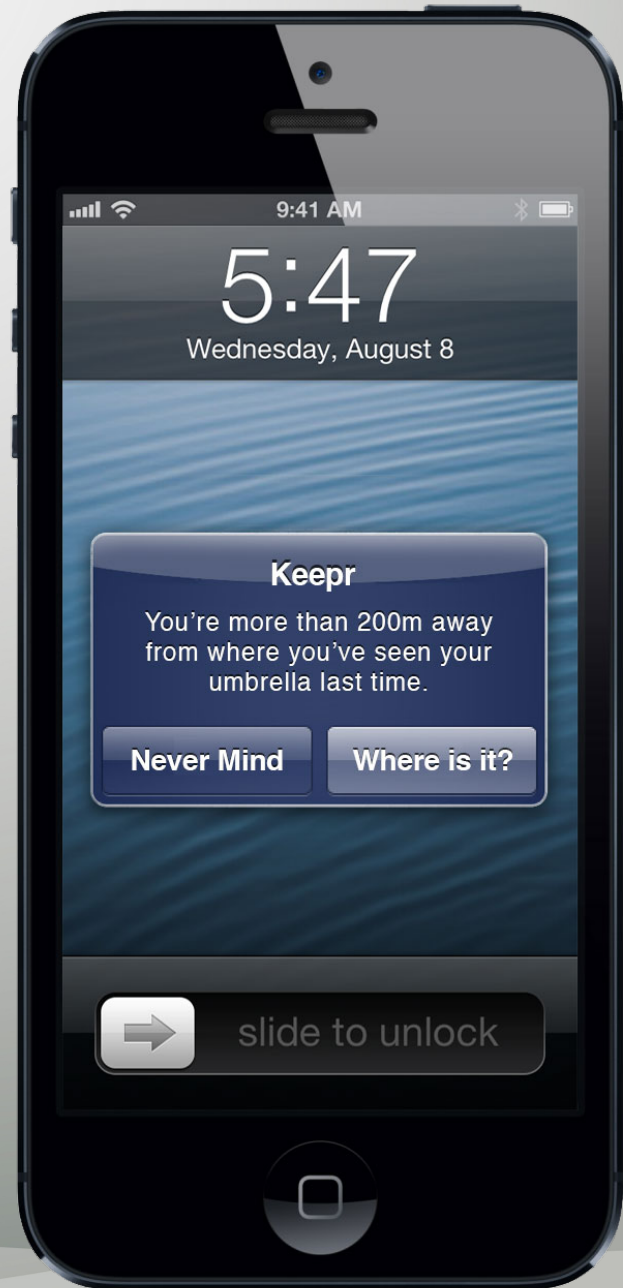 9:41 AM
5:47
Wednesday, August 8
Keepr
You're more than 200m away
from where you've seen your
umbrella last time.
Never Mind Where is it?
slide to unlock